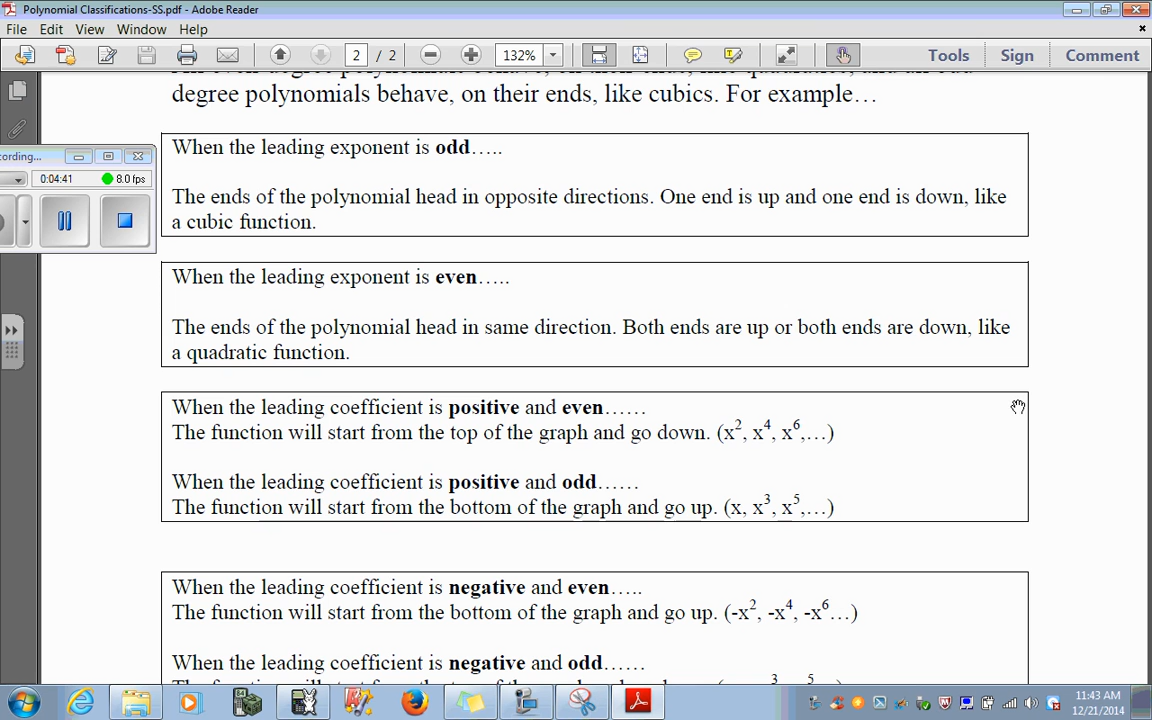 Polynomial Classifications-SS.pdf - Adobe Reader
File Edit View Window Help
2 / 2 132% Tools Sign Comment
degree polynomials behave, on their ends, like cubics. For example…
When the leading exponent is odd…..
The ends of the polynomial head in opposite directions. One end is up and one end is down, like
a cubic function.
cording...
0:04:41 8.0 fps
When the leading exponent is even…..
The ends of the polynomial head in same direction. Both ends are up or both ends are down, like
a quadratic function.
When the leading coefficient is positive and even……
The function will start from the top of the graph and go down. (x², x⁴, x⁶,…)
When the leading coefficient is positive and odd……
The function will start from the bottom of the graph and go up. (x, x³, x⁵,…)
When the leading coefficient is negative and even…..
The function will start from the bottom of the graph and go up. (-x², -x⁴, -x⁶…)
When the leading coefficient is negative and odd……
11:43 AM
12/21/2014